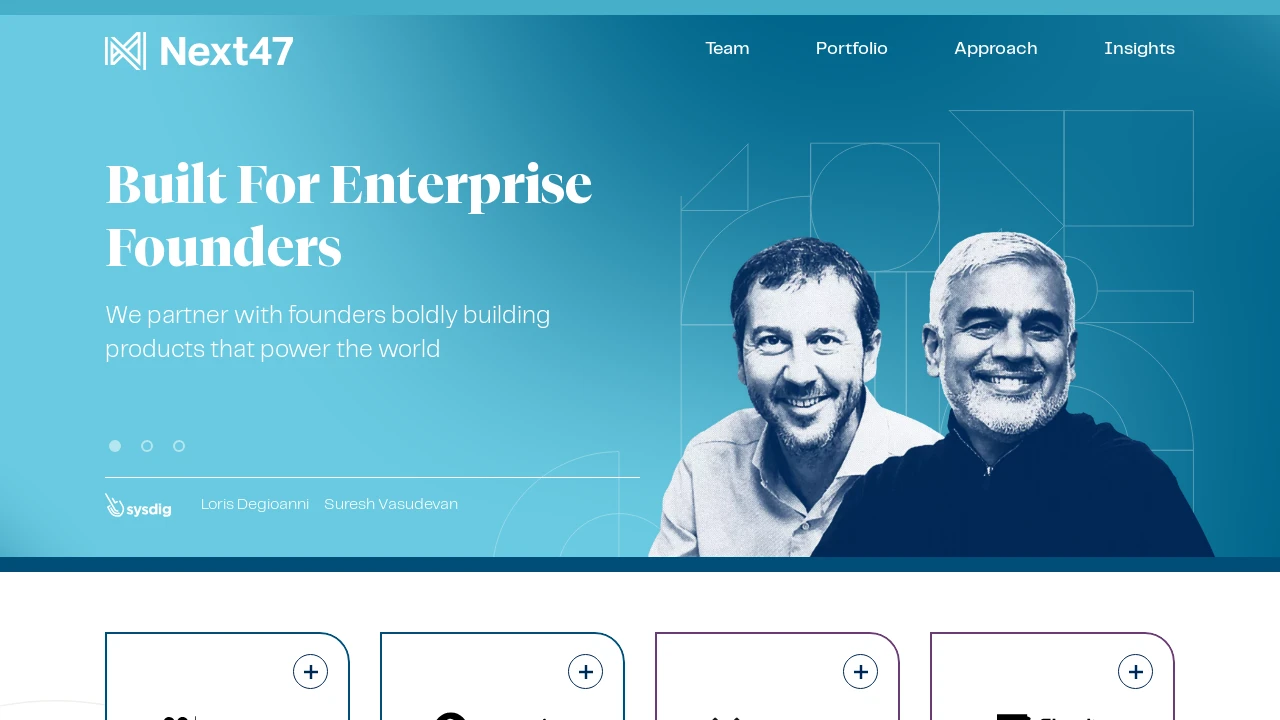 Next47
Team
Portfolio
Approach
Insights
Built For Enterprise
Founders
We partner with founders boldly building
products that power the world
sysdig
Loris Degioanni
Suresh Vasudevan